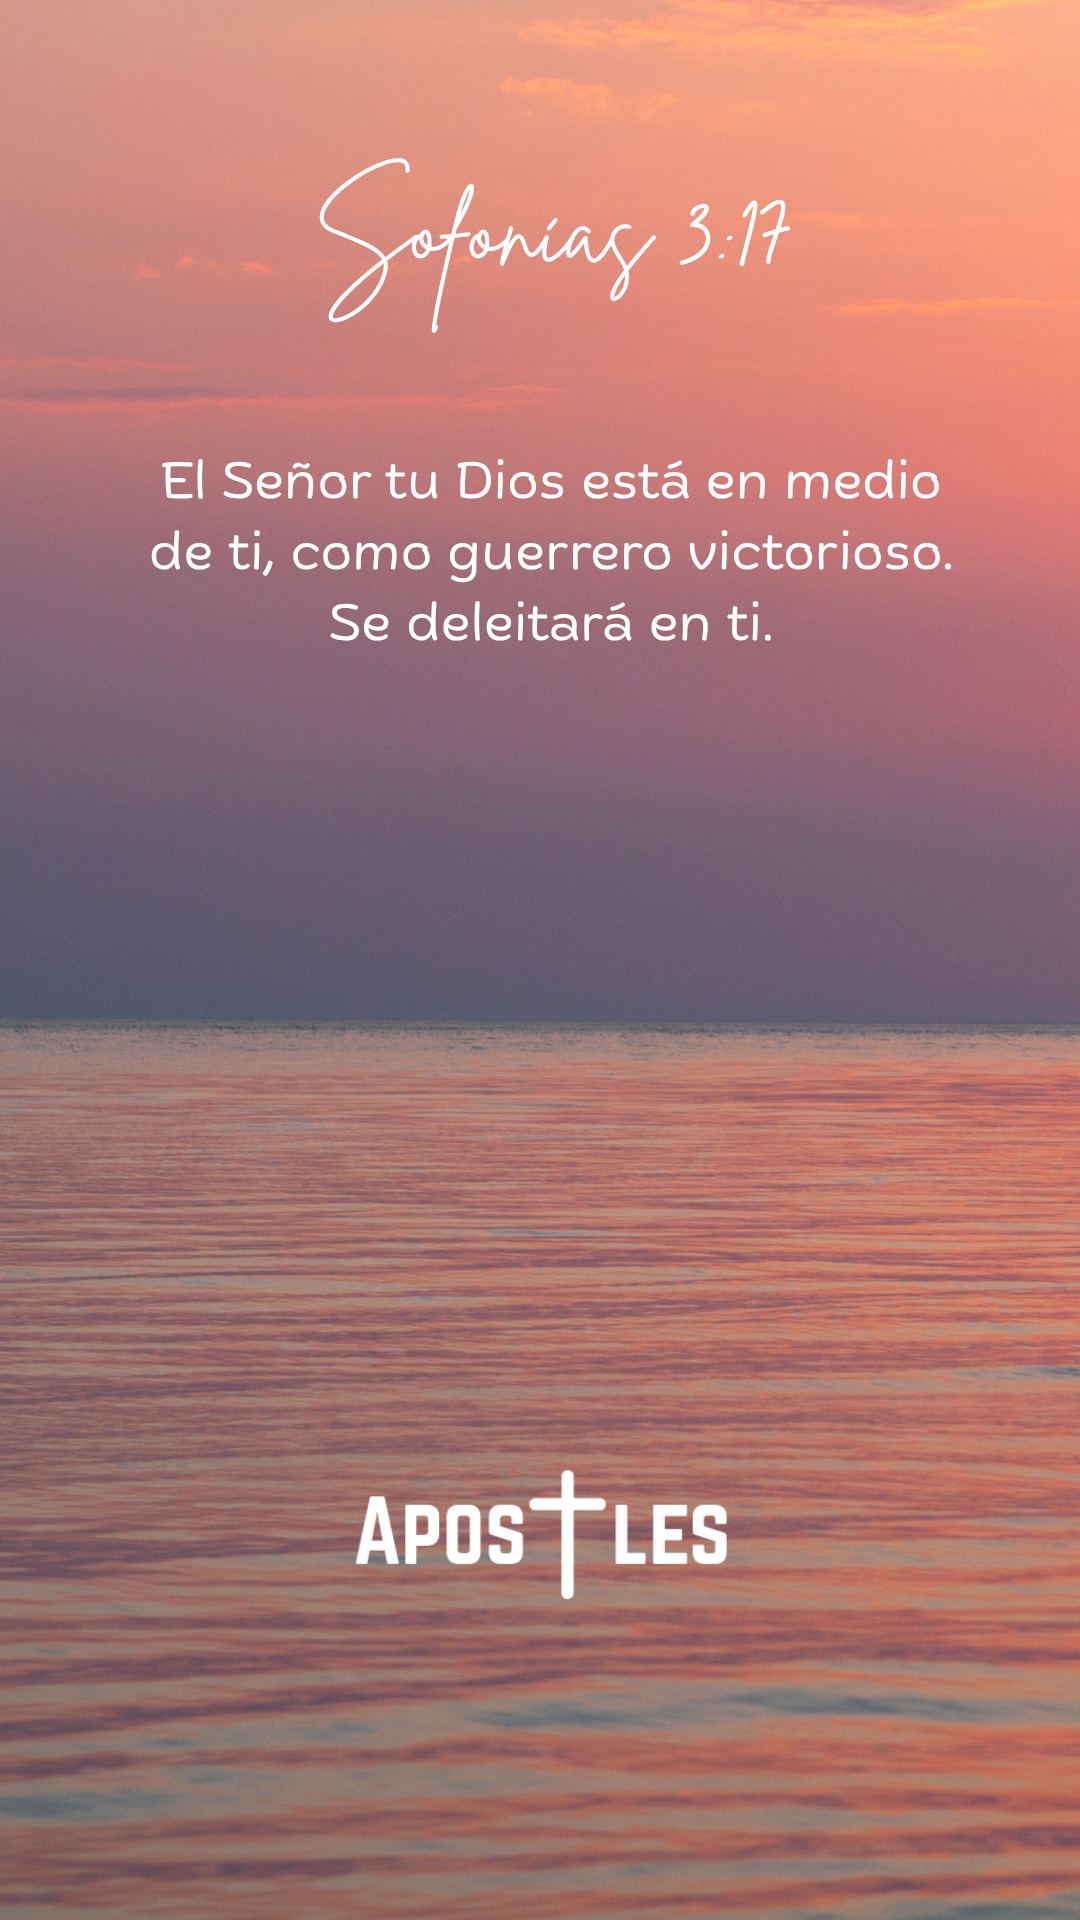 Sofonías 3:17
El Señor tu Dios está en medio
de ti, como guerrero victorioso.
Se deleitará en ti.
APOSTLES